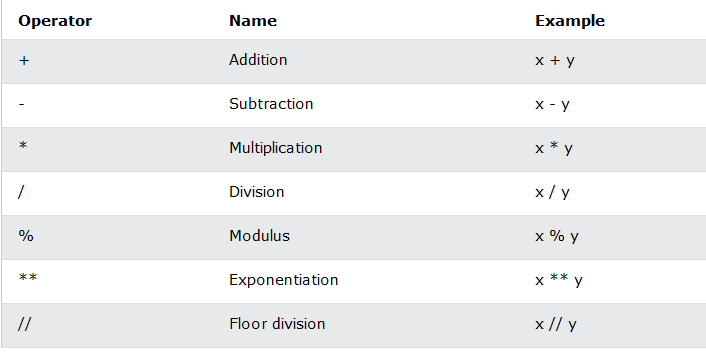 Operator Name Example
+ Addition x + y
- Subtraction x - y
* Multiplication x * y
/ Division x / y
% Modulus x % y
** Exponentiation x ** y
// Floor division x // y